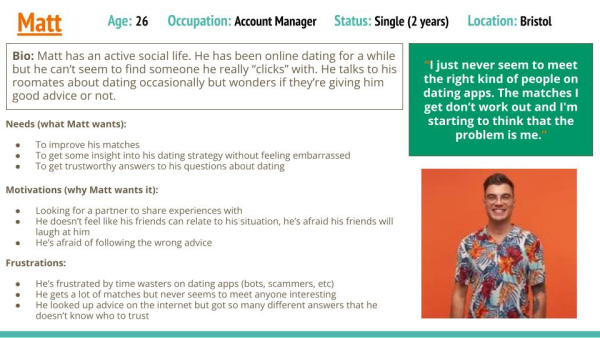 Matt
Age: 26 Occupation: Account Manager Status: Single (2 years) Location: Bristol
Bio: Matt has an active social life. He has been online dating for a while
but he can't seem to find someone he really “clicks” with. He talks to his
roomates about dating occasionally but wonders if they're giving him
good advice or not.
"I just never seem to meet
the right kind of people on
dating apps. The matches I
get don't work out and I'm
starting to think that the
problem is me."
Needs (what Matt wants):
● To improve his matches
● To get some insight into his dating strategy without feeling embarrassed
● To get trustworthy answers to his questions about dating
Motivations (why Matt wants it):
● Looking for a partner to share experiences with
● He doesn't feel like his friends can relate to his situation, he's afraid his friends will
laugh at him
● He's afraid of following the wrong advice
Frustrations:
● He's frustrated by time wasters on dating apps (bots, scammers, etc)
● He gets a lot of matches but never seems to meet anyone interesting
● He looked up advice on the internet but got so many different answers that he
doesn't know who to trust